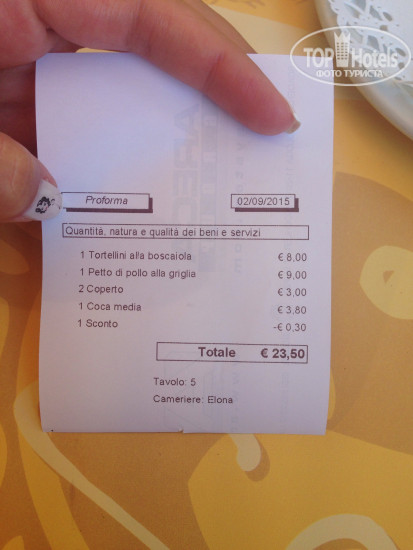 TOP Hotels
ФОТО ТУРИСТА
Proforma 02/09/2015
Quantità, natura e qualità dei beni e servizi
1 Tortellini alla boscaiola € 8,00
1 Petto di pollo alla griglia € 9,00
2 Coperto € 3,00
1 Coca media € 3,80
1 Sconto -€ 0,30
Totale € 23,50
Tavolo: 5
Cameriere: Elona